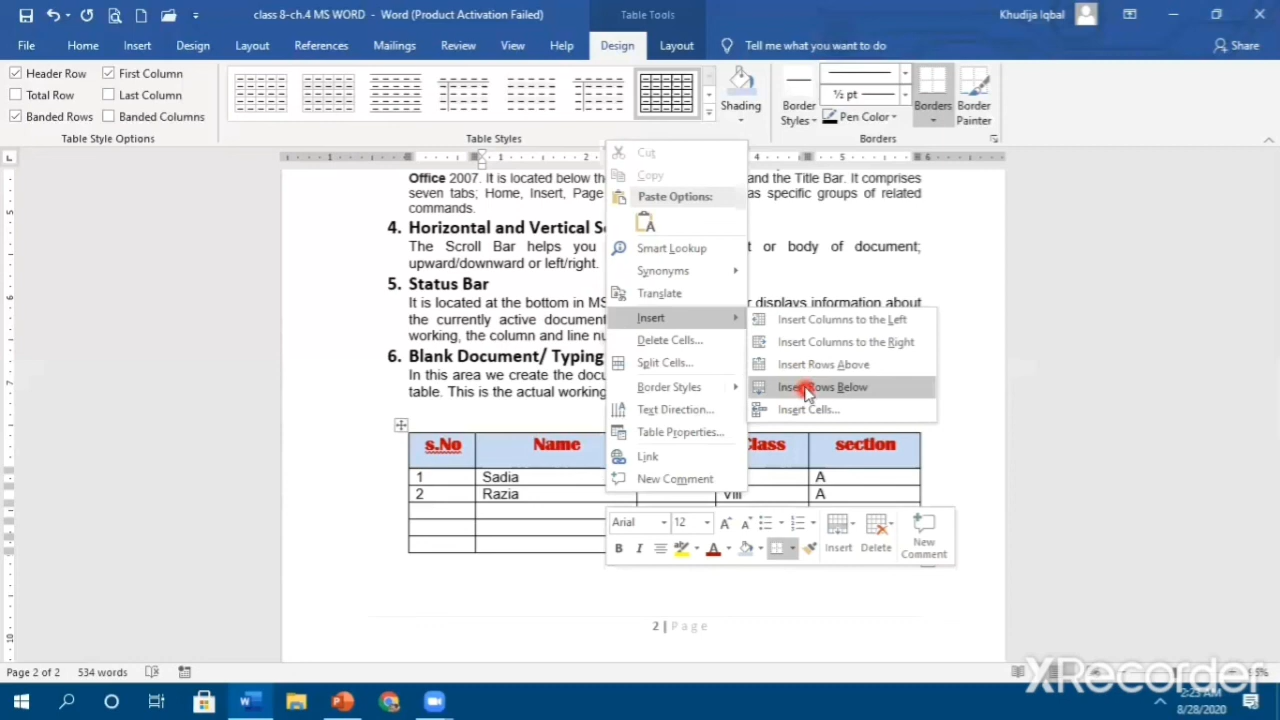 class 8-ch.4 MS WORD - Word (Product Activation Failed)
Table Tools
Khudija Iqbal
File Home Insert Design Layout References Mailings Review View Help Design Layout Tell me what you want to do Share
Header Row First Column
Total Row Last Column
Banded Rows Banded Columns
Table Style Options
Table Styles
Shading
Border Styles
½ pt
Pen Color
Borders
Border Painter
Borders
Office 2007. It is located below the and the Title Bar. It comprises
seven tabs; Home, Insert, Page as specific groups of related
commands.
4. Horizontal and Vertical
The Scroll Bar helps you or body of document;
upward/downward or left/right.
5. Status Bar
It is located at the bottom in displays information about
the currently active document
working, the column and line
6. Blank Document/ Typing
In this area we create the
table. This is the actual working
s.No Name Class section
1 Sadia A
2 Razia VIII A
Cut
Copy
Paste Options:
Smart Lookup
Synonyms
Translate
Insert
Delete Cells...
Split Cells...
Border Styles
Text Direction...
Table Properties...
Link
New Comment
Insert Columns to the Left
Insert Columns to the Right
Insert Rows Above
Insert Rows Below
Insert Cells...
Arial 12
B I
Insert Delete New Comment
2 | Page
Page 2 of 2 534 words
XRecorder
2:23 AM
8/28/2020